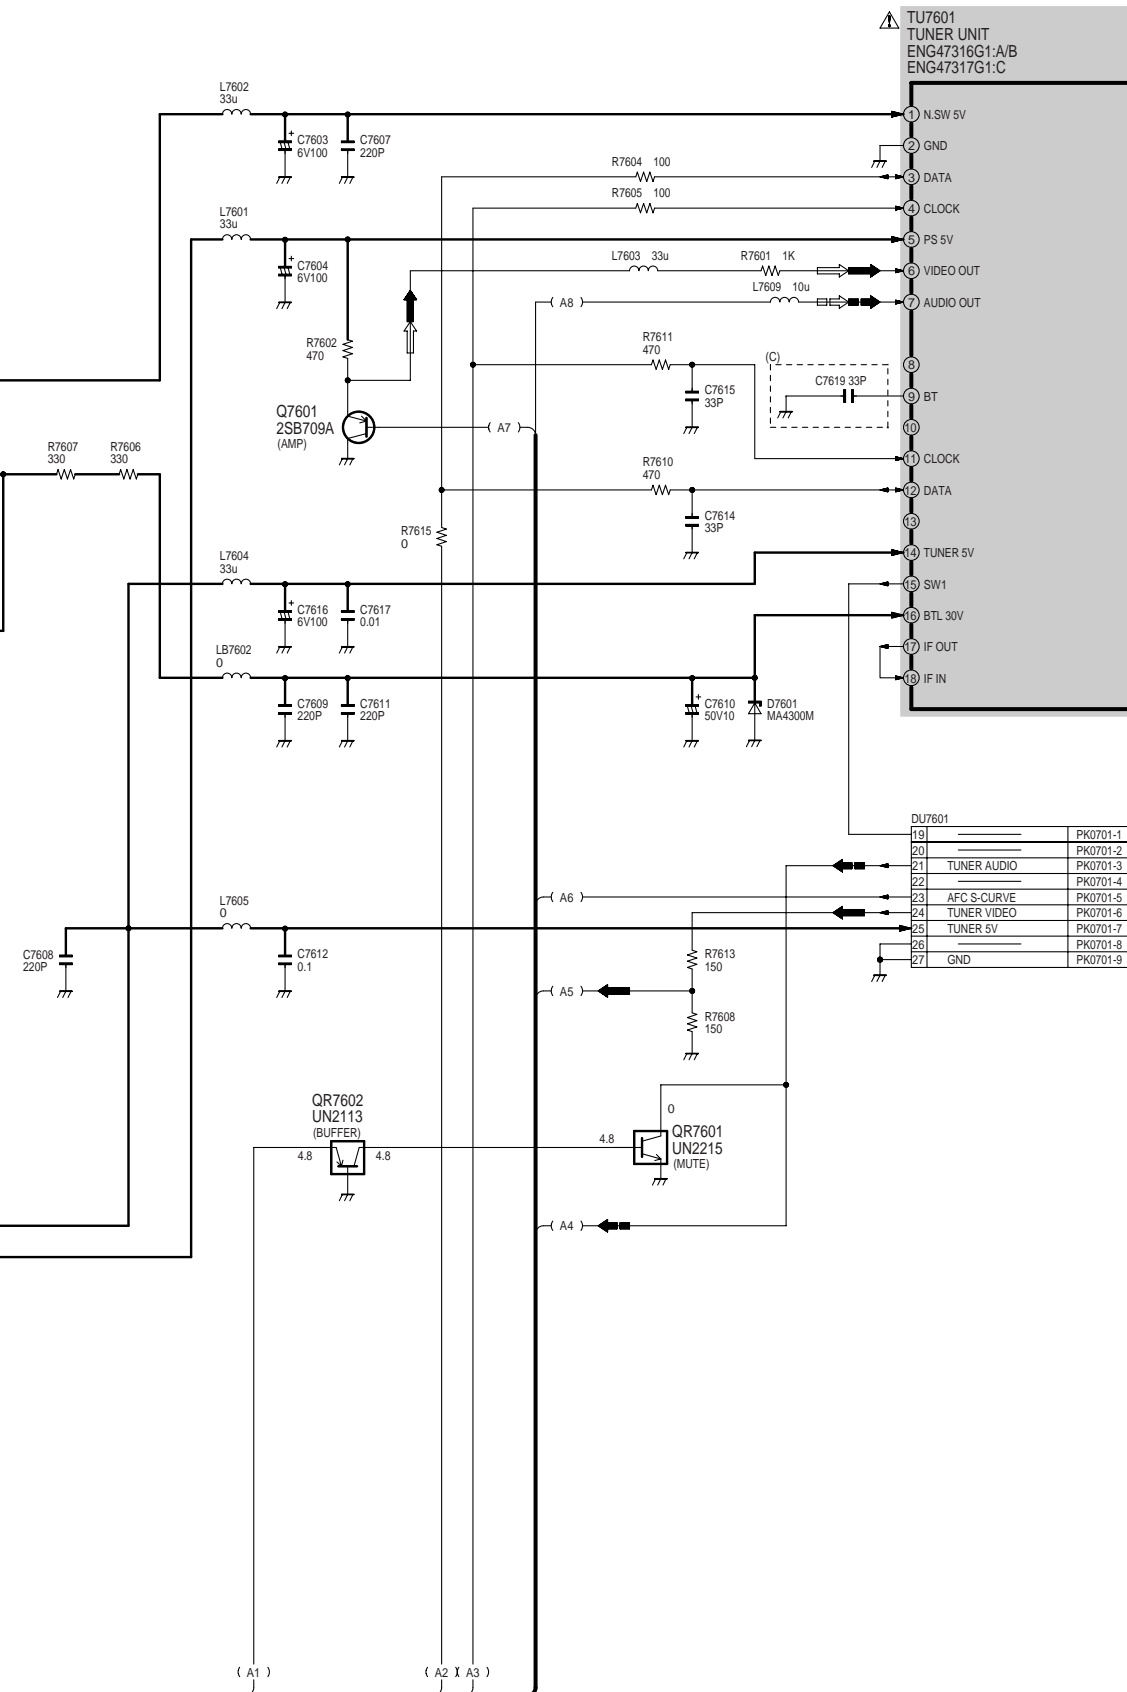 TU7601
TUNER UNIT
ENG47316G1:A/B
ENG47317G1:C
L7602
33u
C7603
6V100
C7607
220P
1 N.SW 5V
2 GND
R7604 100
3 DATA
R7605 100
4 CLOCK
L7601
33u
5 PS 5V
C7604
6V100
L7603 33u
R7601 1K
6 VIDEO OUT
L7609 10u
( A8 )
7 AUDIO OUT
R7602
470
R7611
470
(C)
8
C7615
33P
C7619 33P
9 BT
Q7601
2SB709A
(AMP)
( A7 )
10
R7607
330
R7606
330
R7610
470
11 CLOCK
12 DATA
C7614
33P
13
R7615
0
L7604
33u
14 TUNER 5V
15 SW1
C7616
6V100
C7617
0.01
16 BTL 30V
LB7602
0
17 IF OUT
18 IF IN
C7609
220P
C7611
220P
C7610
50V10
D7601
MA4300M
DU7601
19 PK0701-1
20 PK0701-2
21 TUNER AUDIO PK0701-3
22 PK0701-4
( A6 )
23 AFC S-CURVE PK0701-5
24 TUNER VIDEO PK0701-6
L7605
0
25 TUNER 5V PK0701-7
26 PK0701-8
27 GND PK0701-9
C7608
220P
C7612
0.1
R7613
150
( A5 )
R7608
150
QR7602
UN2113
(BUFFER)
4.8
4.8
4.8
0
QR7601
UN2215
(MUTE)
( A4 )
( A1 )
( A2 )
( A3 )